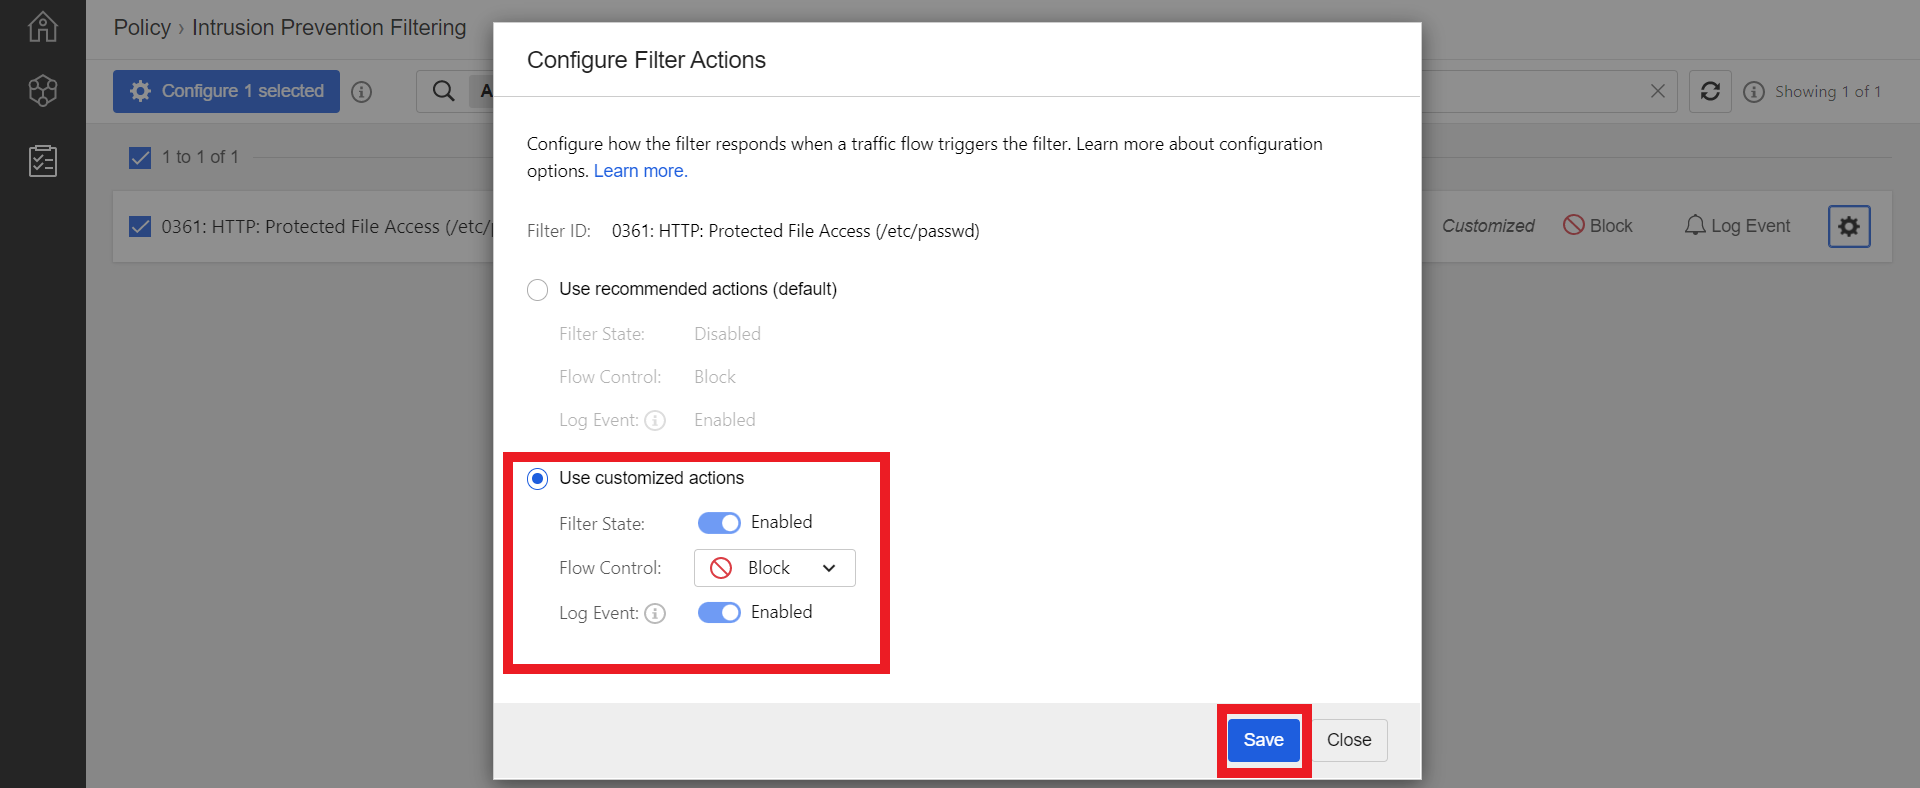 Policy › Intrusion Prevention Filtering
Configure 1 selected
A
Showing 1 of 1
1 to 1 of 1
0361: HTTP: Protected File Access (/etc/
Customized
Block
Log Event
Configure Filter Actions
Configure how the filter responds when a traffic flow triggers the filter. Learn more about configuration
options. Learn more.
Filter ID: 0361: HTTP: Protected File Access (/etc/passwd)
Use recommended actions (default)
Filter State: Disabled
Flow Control: Block
Log Event: Enabled
Use customized actions
Filter State: Enabled
Flow Control: Block
Log Event: Enabled
Save
Close